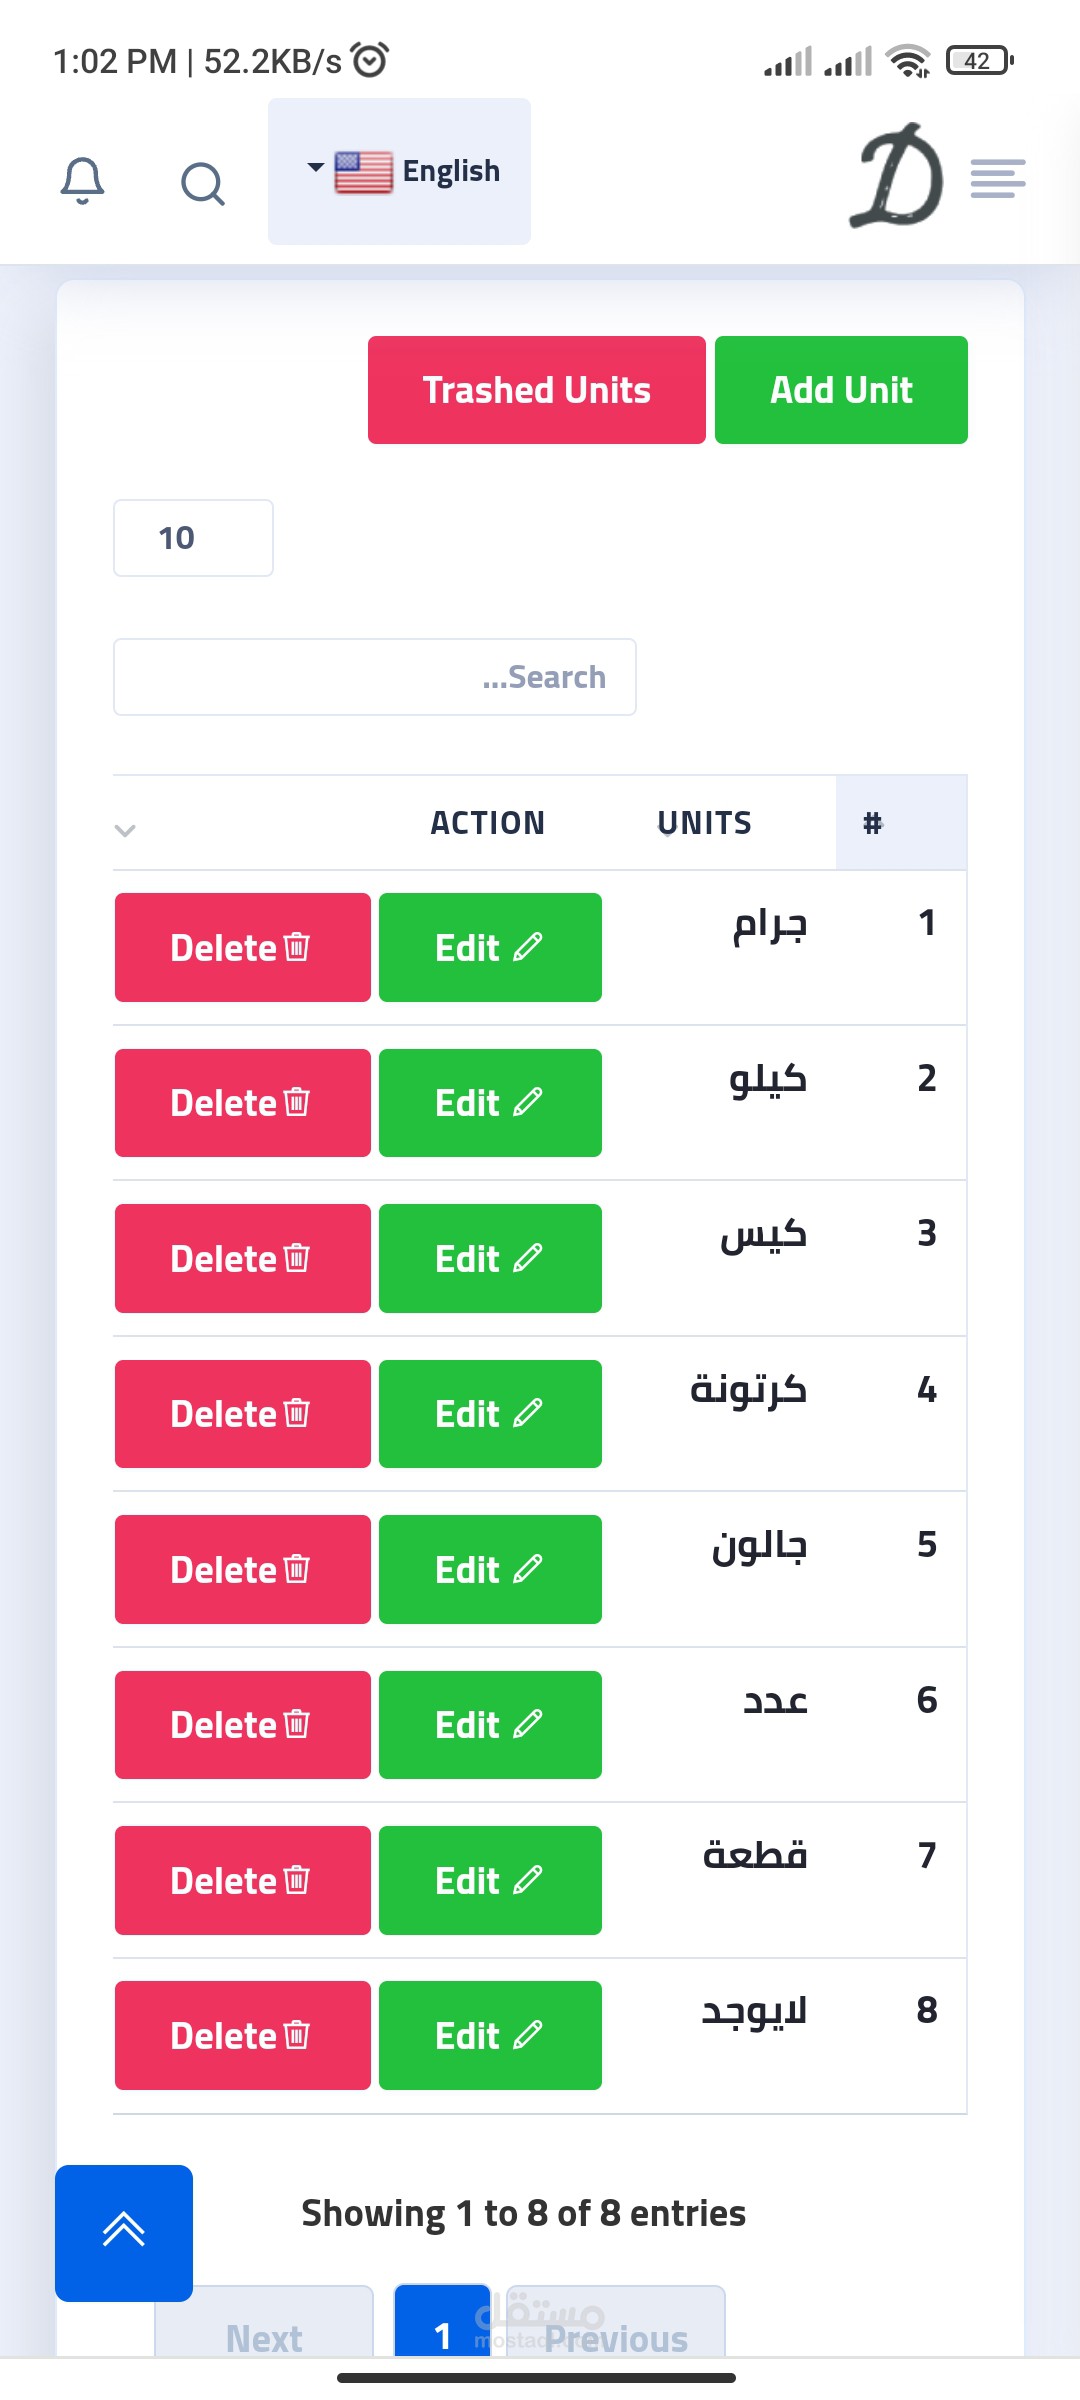 1:02 PM | 52.2KB/s 42
English D
Trashed Units Add Unit
10
Search...
# UNITS ACTION
1 جرام Edit Delete
2 كيلو Edit Delete
3 كيس Edit Delete
4 كرتونة Edit Delete
5 جالون Edit Delete
6 عدد Edit Delete
7 قطعة Edit Delete
8 لايوجد Edit Delete
Showing 1 to 8 of 8 entries
Previous 1 Next
مستقل